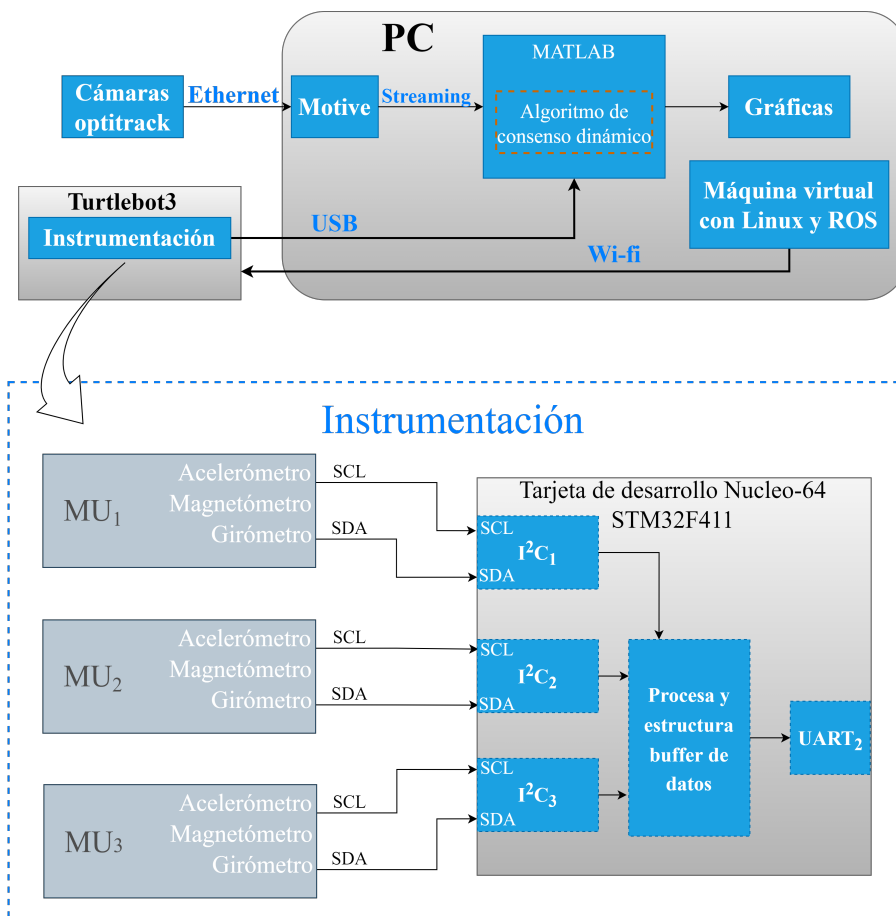 PC
MATLAB
Cámaras
optitrack
Ethernet
Motive
Streaming
Algoritmo de
consenso dinámico
Gráficas
Máquina virtual
con Linux y ROS
Turtlebot3
Instrumentación
USB
Wi-fi
Instrumentación
MU₁
Acelerómetro
Magnetómetro
Girómetro
SCL
SDA
Tarjeta de desarrollo Nucleo-64
STM32F411
SCL
I²C₁
SDA
MU₂
Acelerómetro
Magnetómetro
Girómetro
SCL
SDA
SCL
I²C₂
SDA
Procesa y
estructura
buffer de
datos
UART₂
MU₃
Acelerómetro
Magnetómetro
Girómetro
SCL
SDA
SCL
I²C₃
SDA